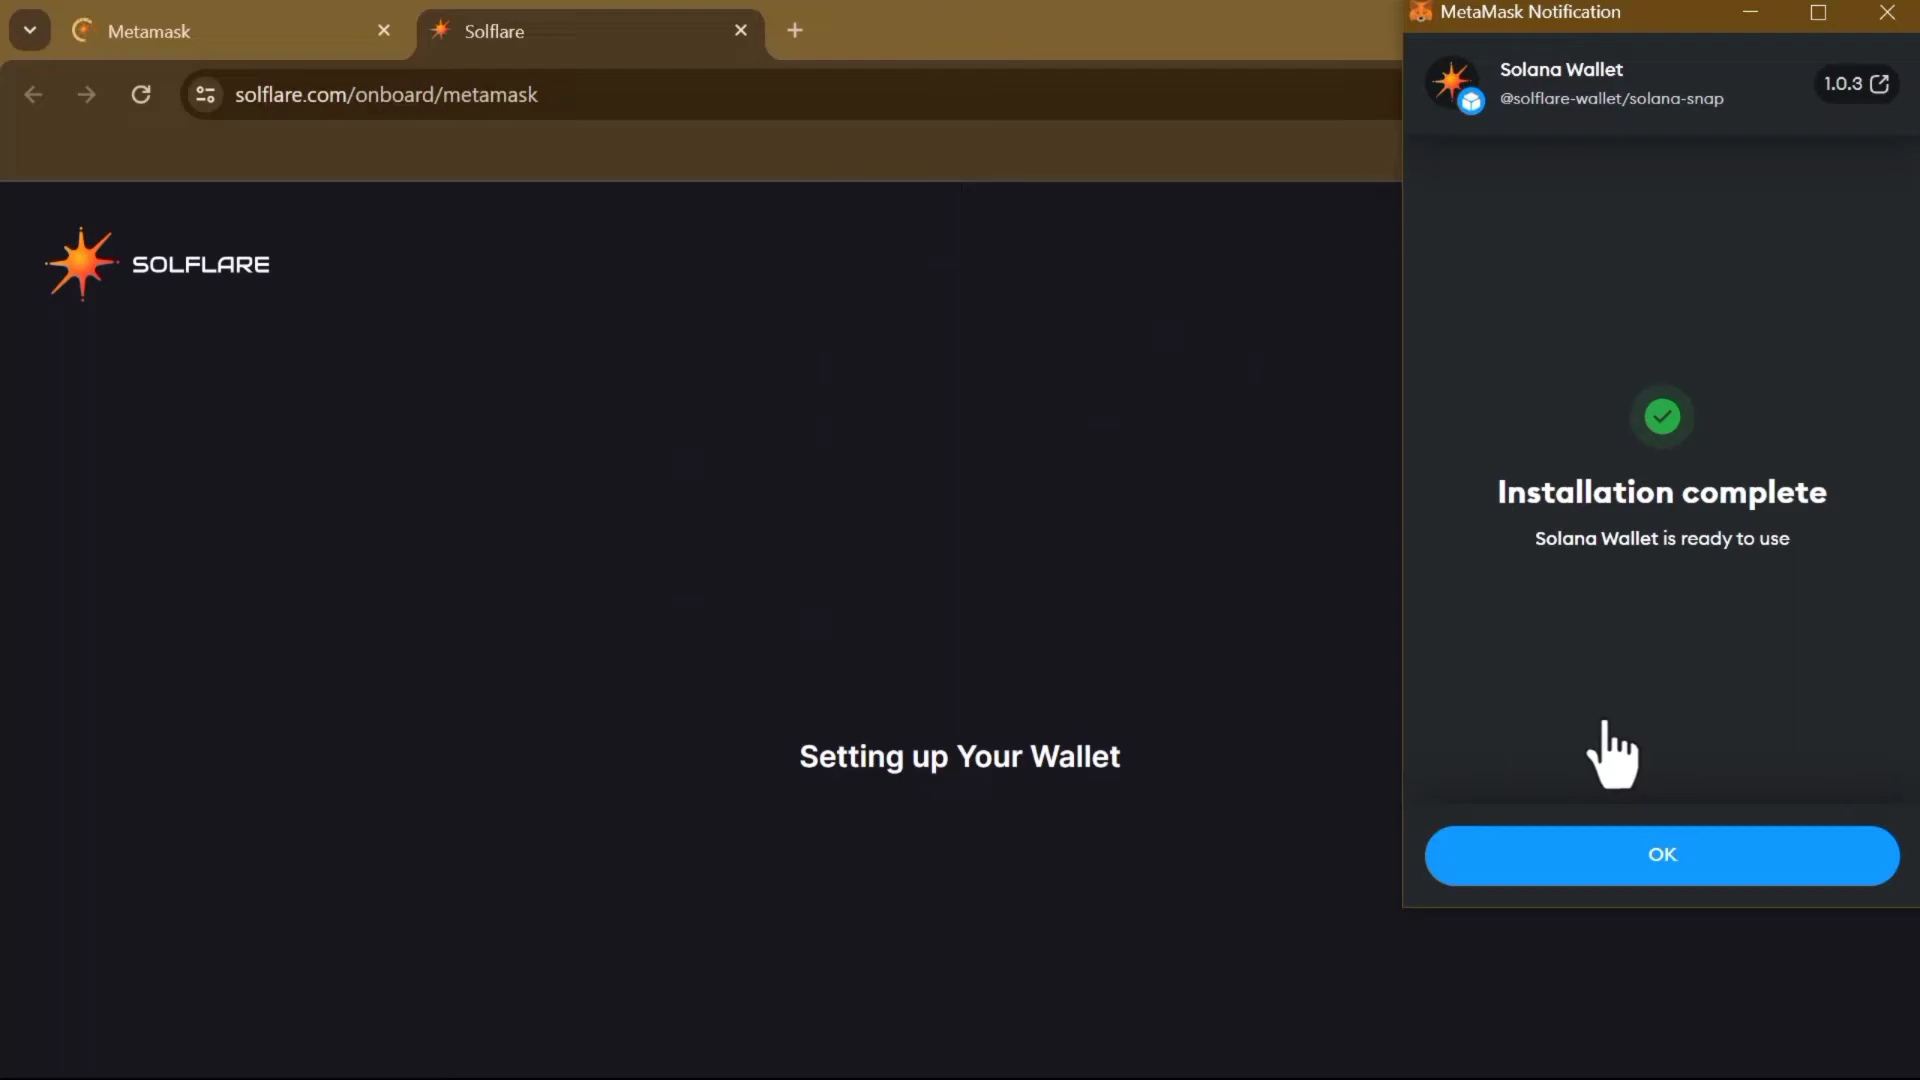 Metamask
Solflare
solflare.com/onboard/metamask
SOLFLARE
Setting up Your Wallet
MetaMask Notification
Solana Wallet
1.0.3
@solflare-wallet/solana-snap
Installation complete
Solana Wallet is ready to use
OK